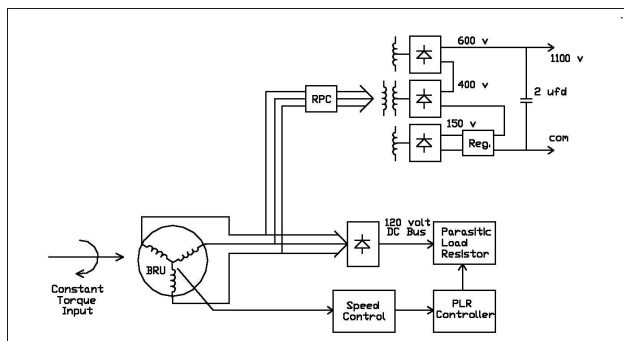 600 v
1100 v
400 v
2 ufd
RPC
150 v
Reg.
com
120 volt
DC Bus
Parasitic
Load
Resistor
BRU
Constant
Torque
Input
Speed
Control
PLR
Controller